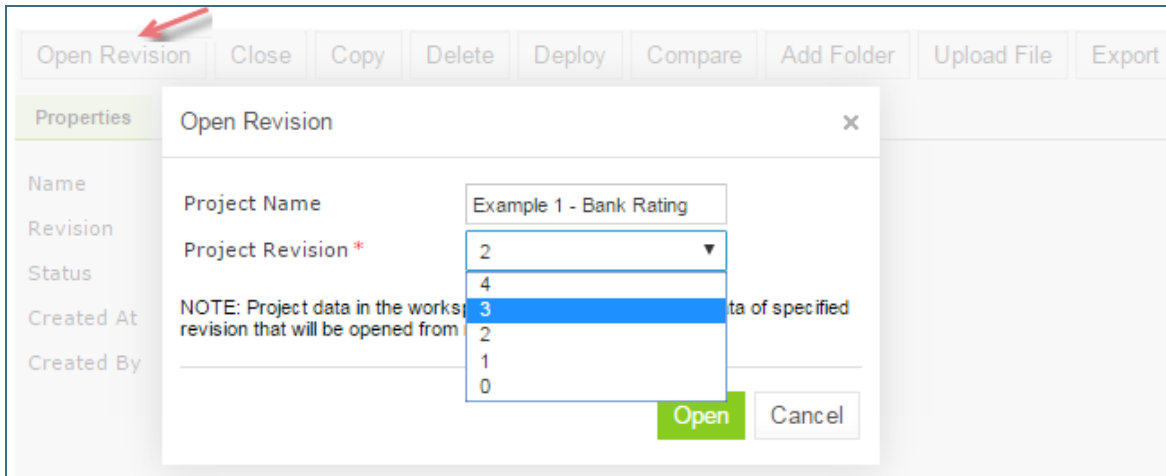 Open Revision Close Copy Delete Deploy Compare Add Folder Upload File Export
Properties
Open Revision ×
Name
Project Name Example 1 - Bank Rating
Revision
Project Revision * 2 ▼
Status
4
Created At
NOTE: Project data in the 3 of specified
revision that will be opened from 2
Created By
1
0
Open Cancel